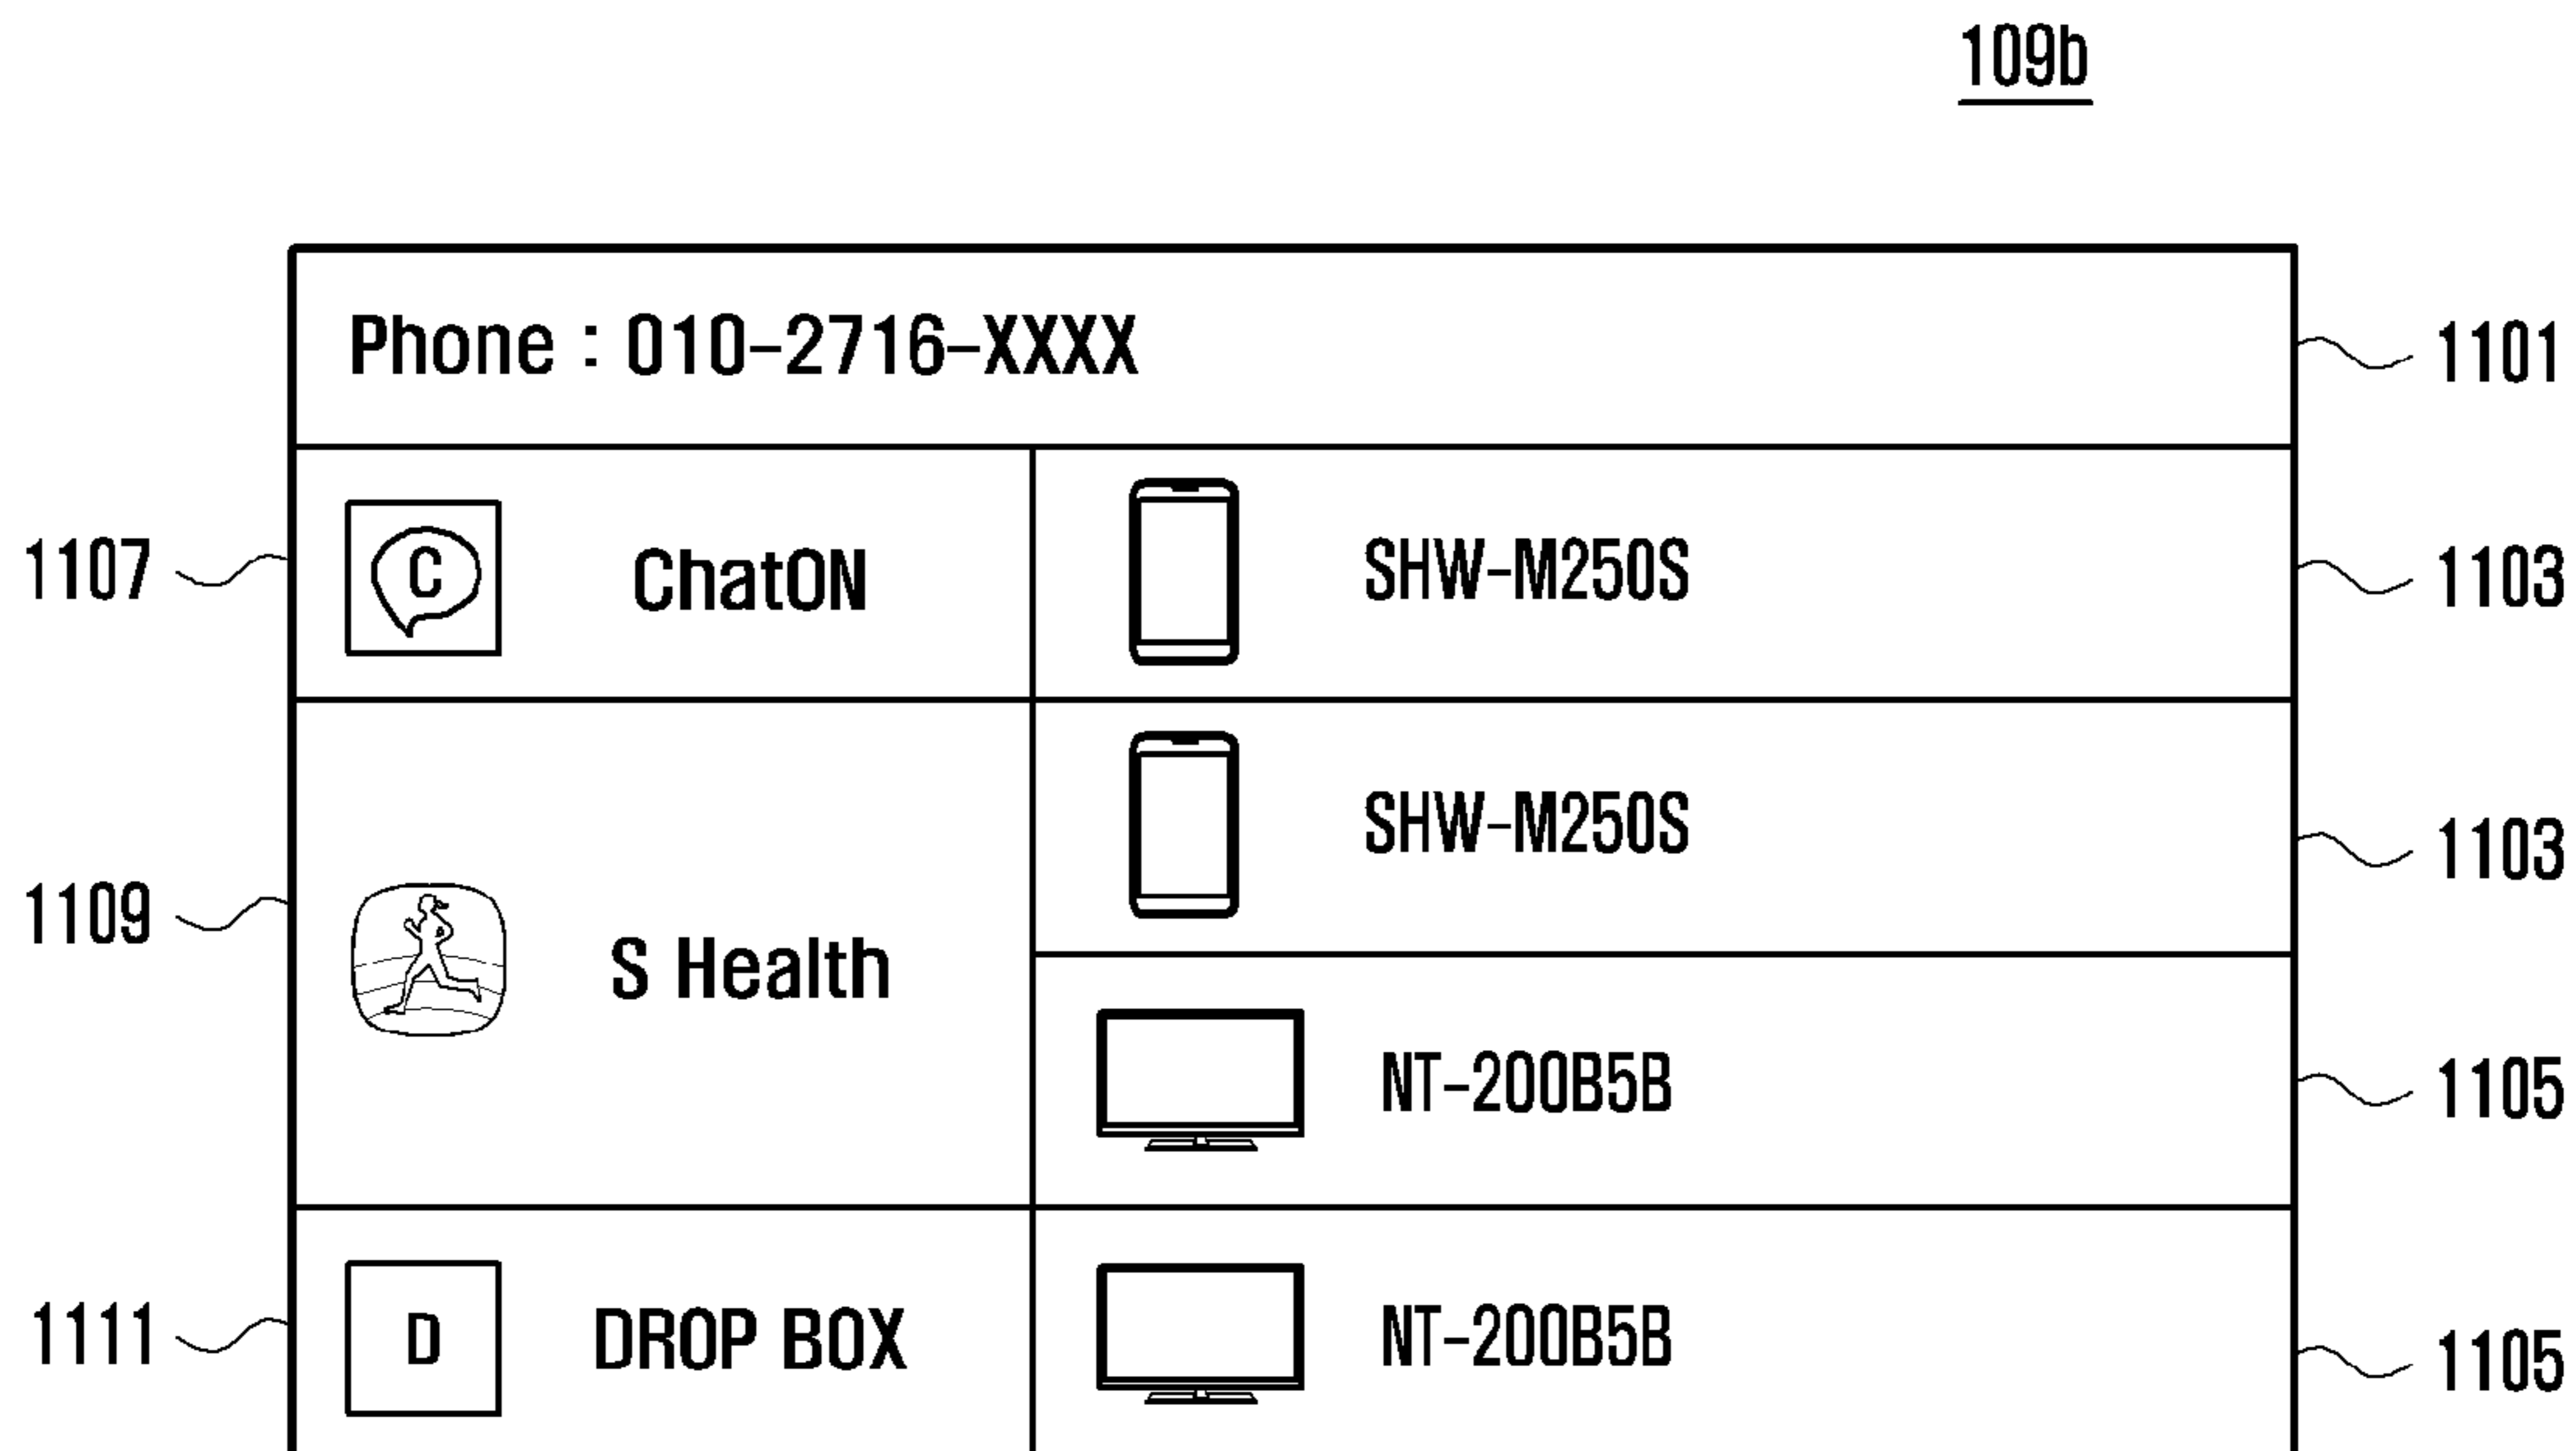 109b
Phone : 010-2716-XXXX 1101
1107 C ChatON SHW-M250S 1103
SHW-M250S 1103
1109 S Health
NT-200B5B 1105
1111 D DROP BOX NT-200B5B 1105